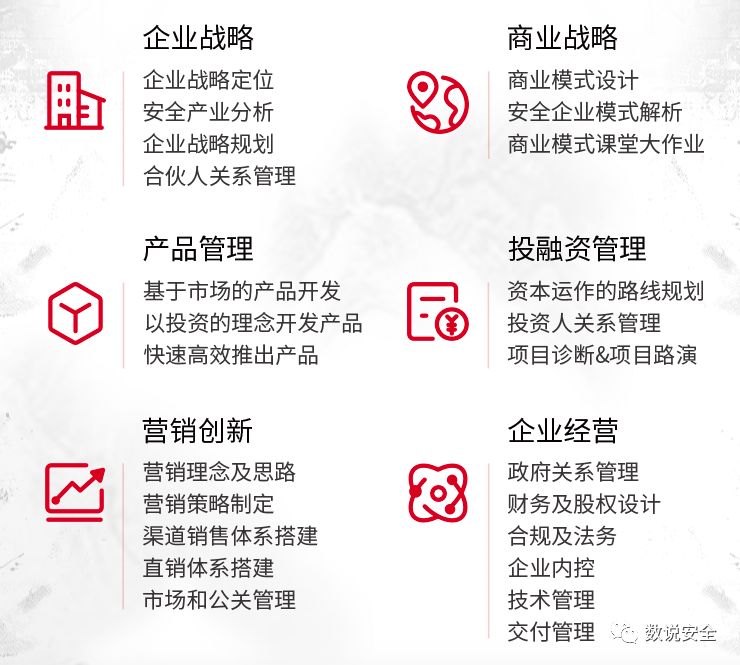 企业战略
企业战略定位
安全产业分析
企业战略规划
合伙人关系管理
商业战略
商业模式设计
安全企业模式解析
商业模式课堂大作业
产品管理
基于市场的产品开发
以投资的理念开发产品
快速高效推出产品
投融资管理
资本运作的路线规划
投资人关系管理
项目诊断&项目路演
营销创新
营销理念及思路
营销策略制定
渠道销售体系搭建
直销体系搭建
市场和公关管理
企业经营
政府关系管理
财务及股权设计
合规及法务
企业内控
技术管理
交付管理
数说安全